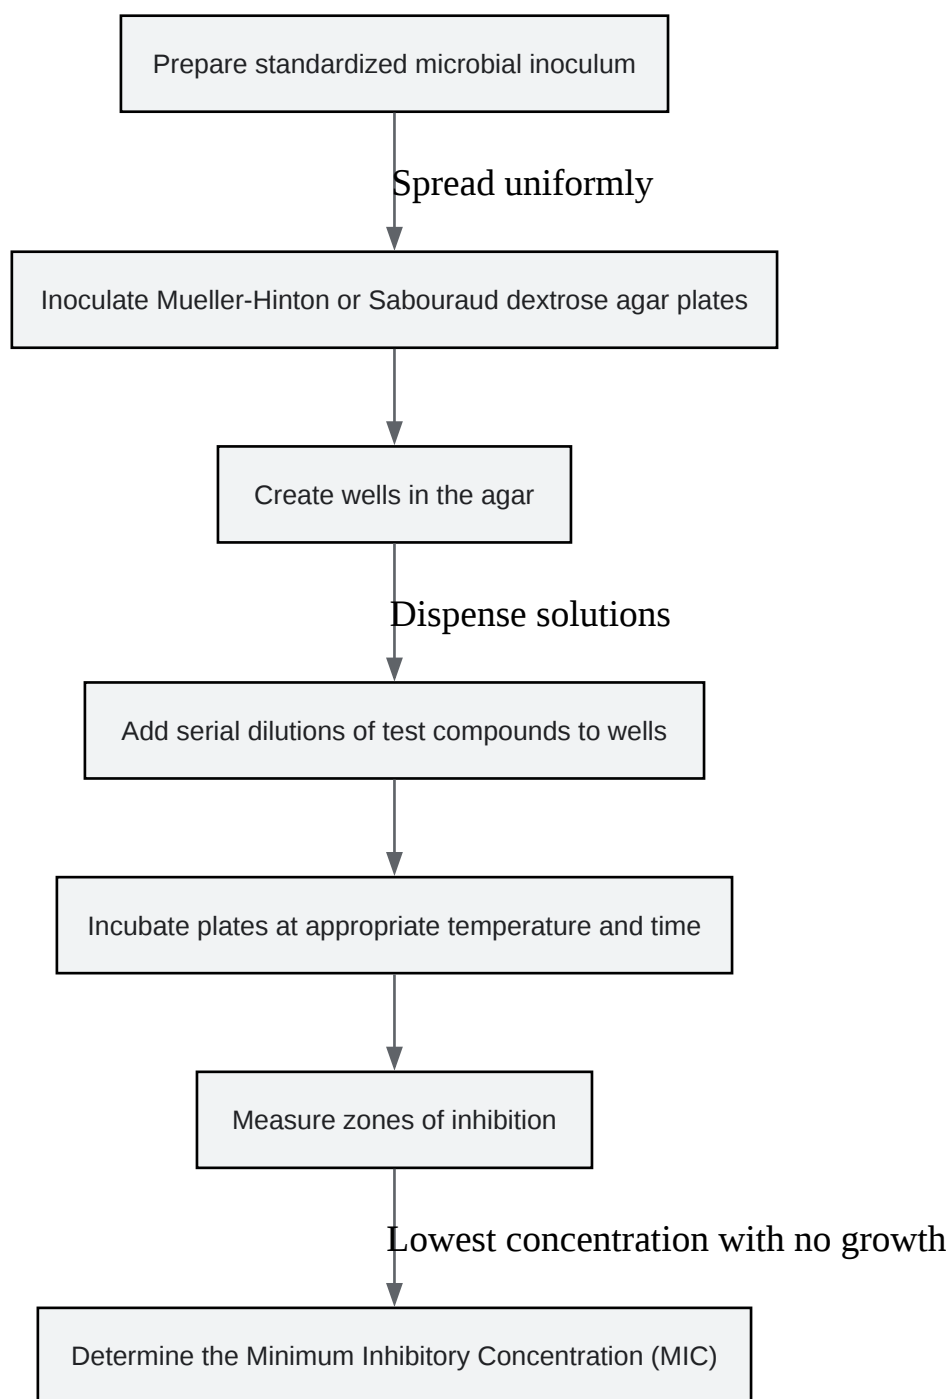 Prepare standardized microbial inoculum
Spread uniformly
Inoculate Mueller-Hinton or Sabouraud dextrose agar plates
Create wells in the agar
Dispense solutions
Add serial dilutions of test compounds to wells
Incubate plates at appropriate temperature and time
Measure zones of inhibition
Lowest concentration with no growth
Determine the Minimum Inhibitory Concentration (MIC)